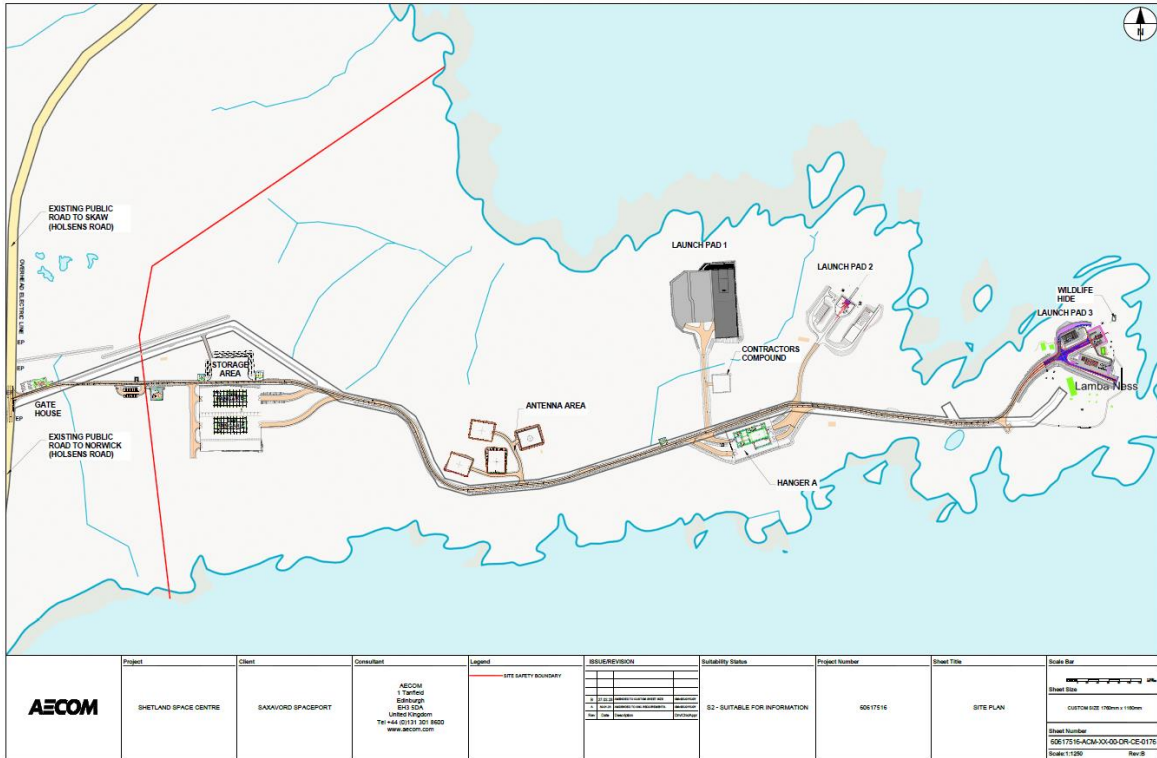 N
EXISTING PUBLIC
ROAD TO SKAW
(HOLSENS ROAD)
OVERHEAD ELECTRIC LINE
EP
EP
EP
EP
GATE
HOUSE
EXISTING PUBLIC
ROAD TO NORWICK
(HOLSENS ROAD)
STORAGE
AREA
ANTENNA AREA
LAUNCH PAD 1
LAUNCH PAD 2
CONTRACTORS
COMPOUND
HANGER A
WILDLIFE
HIDE
LAUNCH PAD 3
Lamba Ness
AECOM
Project
SHETLAND SPACE CENTRE
Client
SAXAVORD SPACEPORT
Consultant
AECOM
1 Tanfield
Edinburgh
EH3 5DA
United Kingdom
Tel +44 (0)131 301 8600
www.aecom.com
Legend
SITE SAFETY BOUNDARY
ISSUE/REVISION
Rev Date Description
Suitability Status
S2 - SUITABLE FOR INFORMATION
Project Number
60617516
Sheet Title
SITE PLAN
Scale Bar
Sheet Size
CUSTOM SIZE 1760mm x 1180mm
Sheet Number
60617516-ACM-XX-00-DR-CE-0176
Scale:1:1250 Rev:B